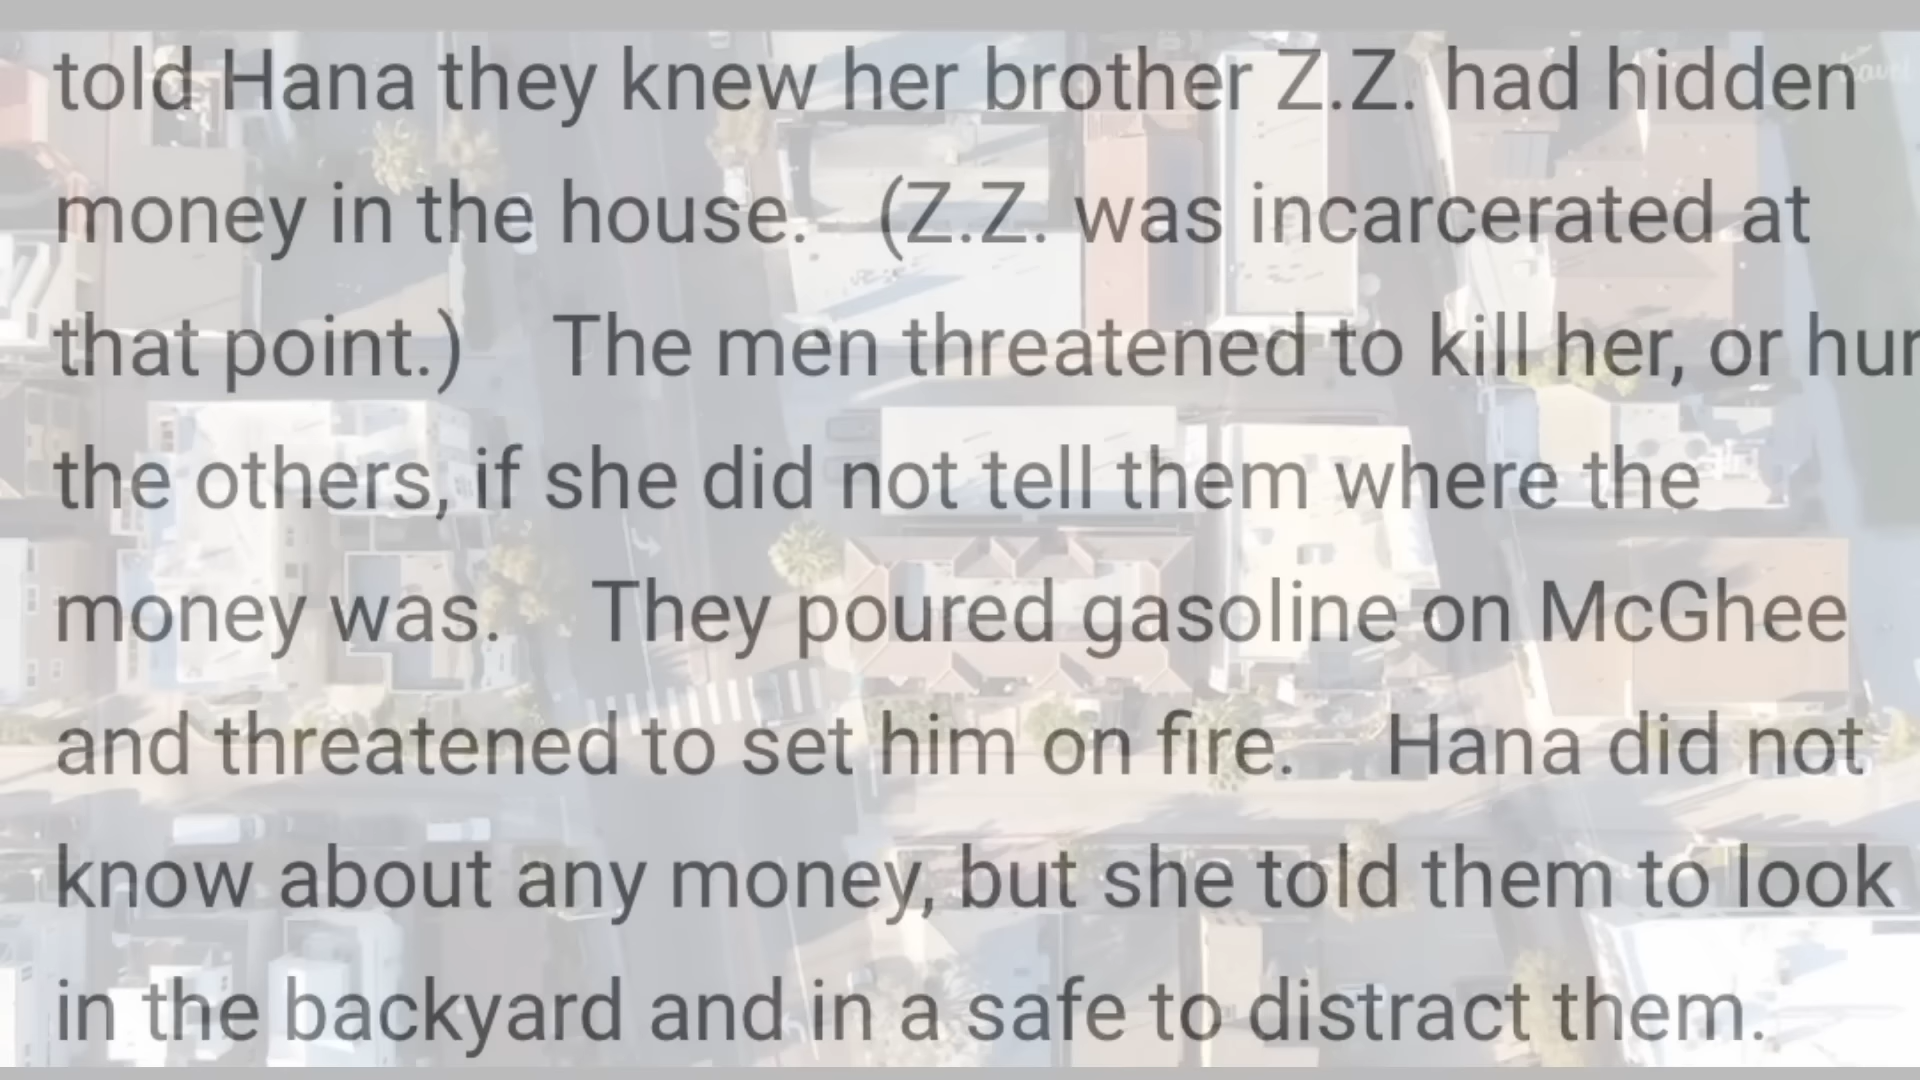 told Hana they knew her brother Z.Z. had hidden
money in the house. (Z.Z. was incarcerated at
that point.) The men threatened to kill her, or hur
the others, if she did not tell them where the
money was. They poured gasoline on McGhee
and threatened to set him on fire. Hana did not
know about any money, but she told them to look
in the backyard and in a safe to distract them.